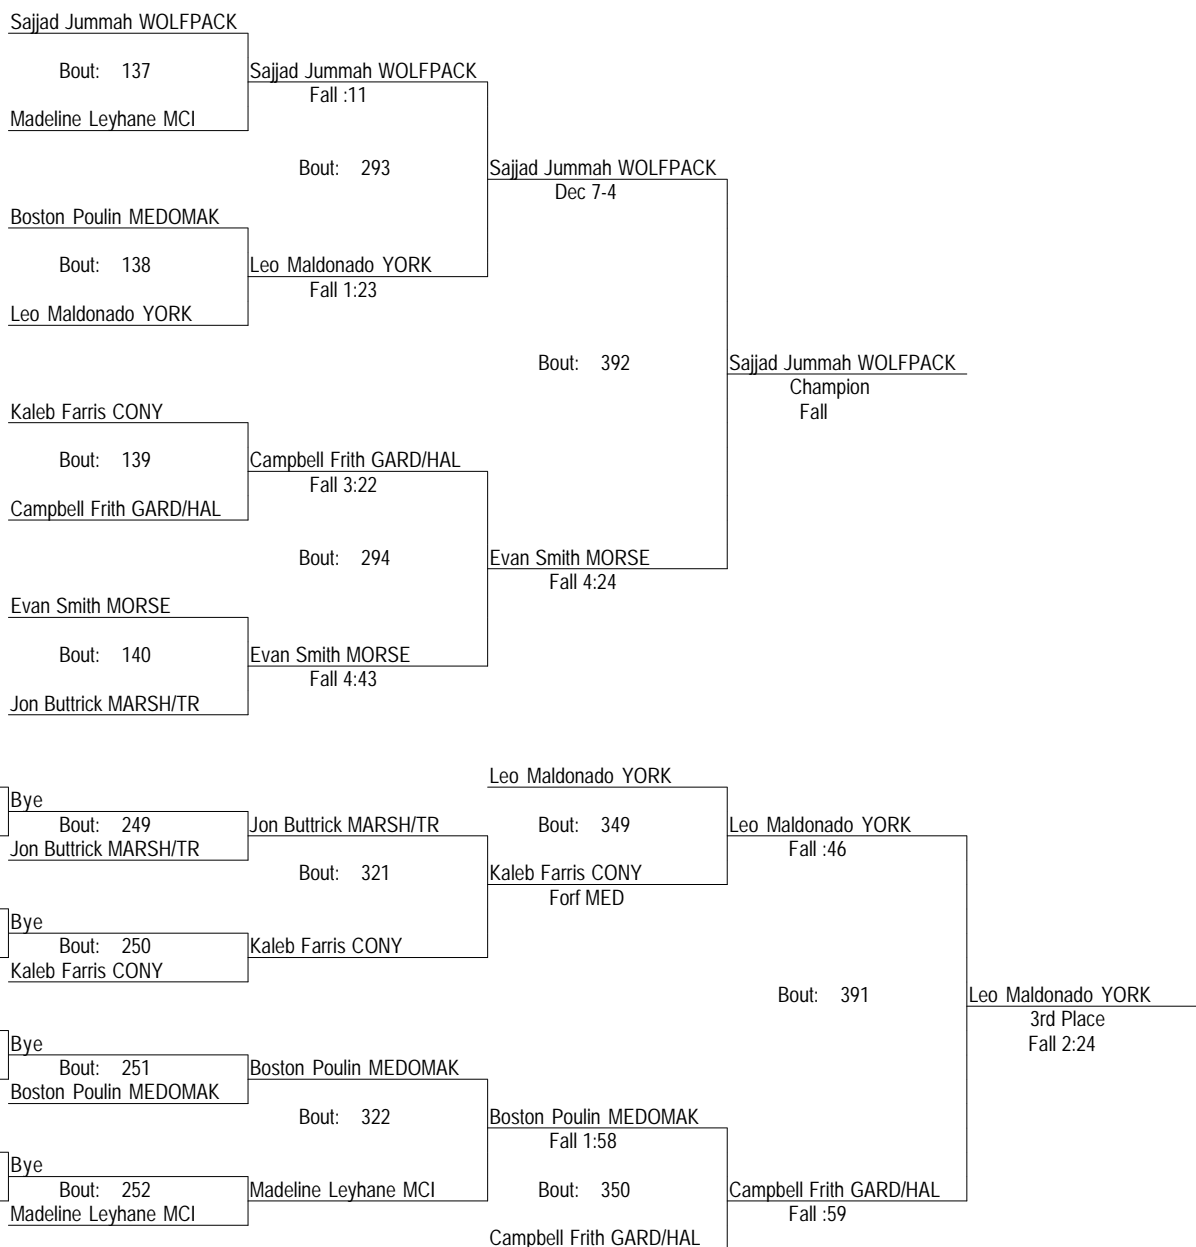 Sajjad Jummah WOLFPACK
Bout: 137
Sajjad Jummah WOLFPACK
Fall :11
Madeline Leyhane MCI
Bout: 293
Sajjad Jummah WOLFPACK
Dec 7-4
Boston Poulin MEDOMAK
Bout: 138
Leo Maldonado YORK
Fall 1:23
Leo Maldonado YORK
Bout: 392
Sajjad Jummah WOLFPACK
Champion
Fall
Kaleb Farris CONY
Bout: 139
Campbell Frith GARD/HAL
Fall 3:22
Campbell Frith GARD/HAL
Bout: 294
Evan Smith MORSE
Fall 4:24
Evan Smith MORSE
Bout: 140
Evan Smith MORSE
Fall 4:43
Jon Buttrick MARSH/TR
Leo Maldonado YORK
Bye
Bout: 249
Jon Buttrick MARSH/TR
Bout: 349
Leo Maldonado YORK
Jon Buttrick MARSH/TR
Fall :46
Bout: 321
Kaleb Farris CONY
Forf MED
Bye
Bout: 250
Kaleb Farris CONY
Kaleb Farris CONY
Bout: 391
Leo Maldonado YORK
3rd Place
Fall 2:24
Bye
Bout: 251
Boston Poulin MEDOMAK
Boston Poulin MEDOMAK
Bout: 322
Boston Poulin MEDOMAK
Fall 1:58
Bye
Bout: 252
Madeline Leyhane MCI
Bout: 350
Campbell Frith GARD/HAL
Madeline Leyhane MCI
Fall :59
Campbell Frith GARD/HAL